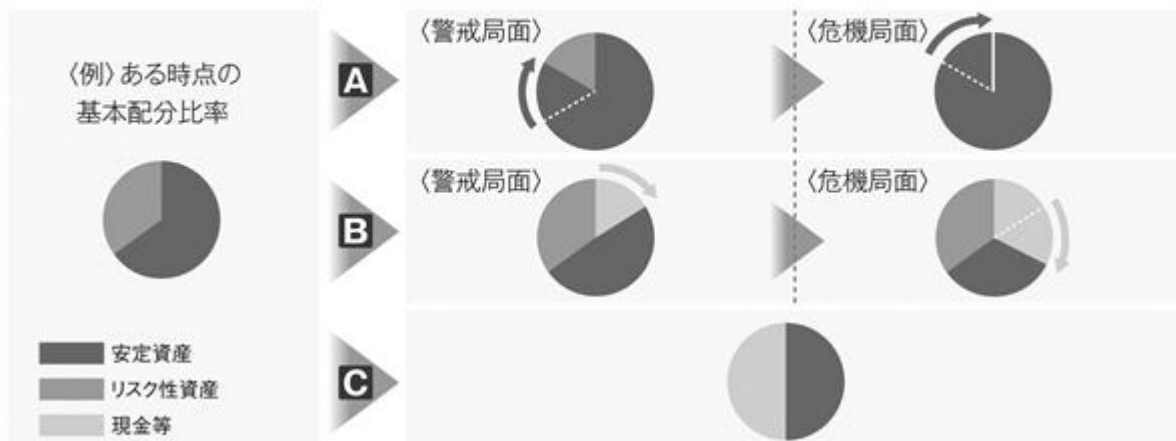 〈例〉ある時点の
基本配分比率
安定資産
リスク性資産
現金等
A
〈警戒局面〉
〈危機局面〉
B
〈警戒局面〉
〈危機局面〉
C